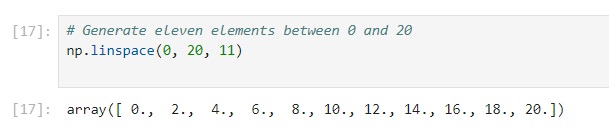 [17]: # Generate eleven elements between 0 and 20
np.linspace(0, 20, 11)
[17]: array([ 0.,  2.,  4.,  6.,  8., 10., 12., 14., 16., 18., 20.])